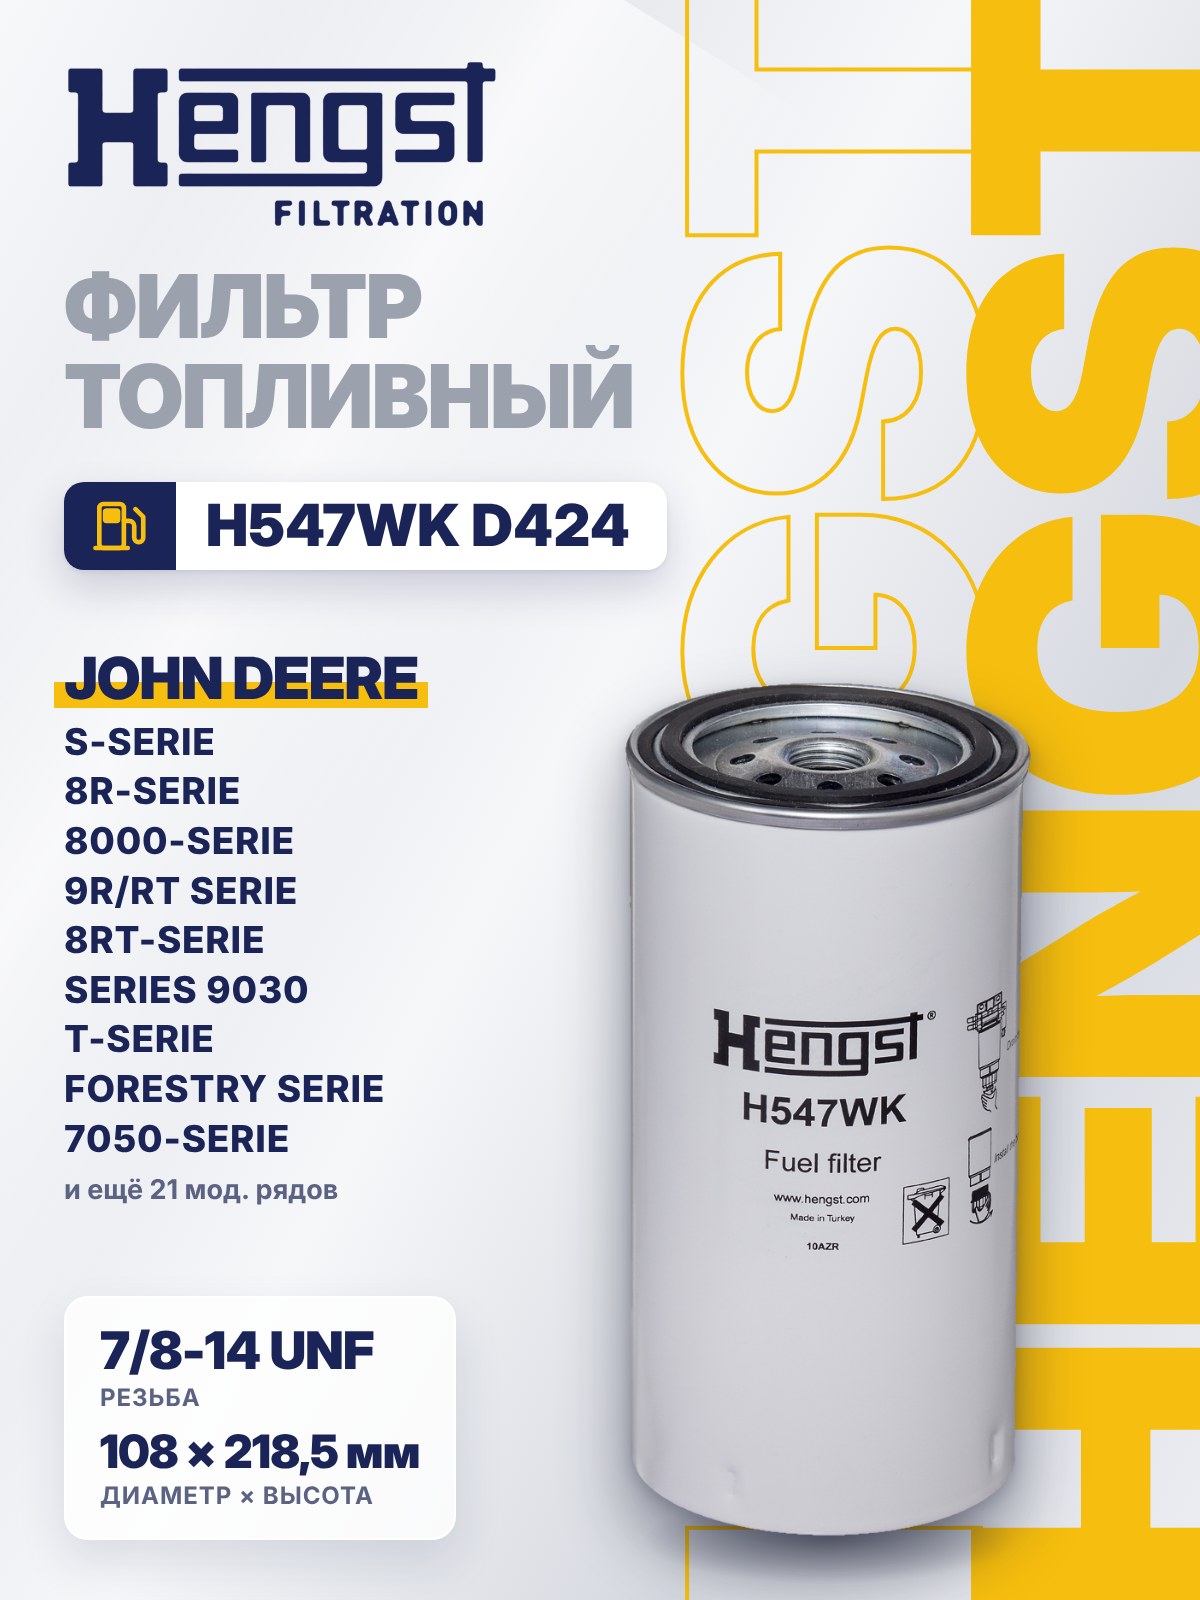 Hengst
FILTRATION
ФИЛЬТР
ТОПЛИВНЫЙ
H547WK D424
JOHN DEERE
S-SERIE
8R-SERIE
8000-SERIE
9R/RT SERIE
8RT-SERIE
SERIES 9030
T-SERIE
FORESTRY SERIE
7050-SERIE
и ещё 21 мод. рядов
7/8-14 UNF
РЕЗЬБА
108 × 218,5 мм
ДИАМЕТР × ВЫСОТА
Hengst®
H547WK
Fuel filter
www.hengst.com
Made in Turkey
10AZR
HENGST